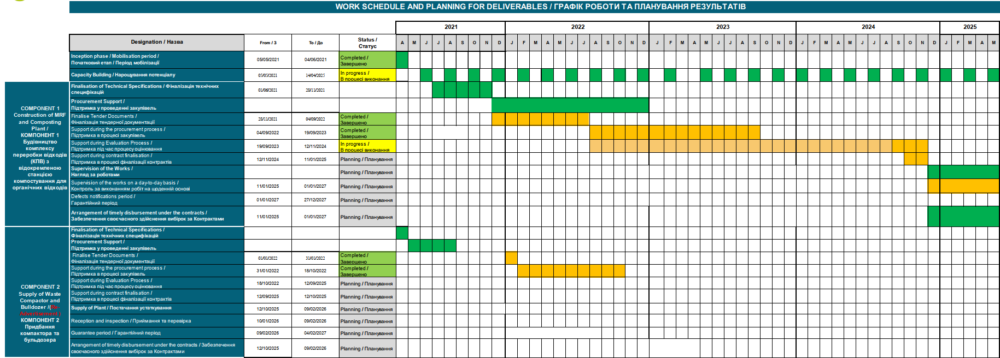 WORK SCHEDULE AND PLANNING FOR DELIVERABLES / ГРАФІК РОБОТИ ТА ПЛАНУВАННЯ РЕЗУЛЬТАТІВ
2021 2022 2023 2024 2025
Designation / Назва From / З To / До Status / Статус A M J J A S O N D J F M A M J J A S O N D J F M A M J J A S O N D J F M A M J J A S O N D J F M A M
Inception phase / Mobilisation period /
Початковий етап / Період мобілізації
05/05/2021 04/06/2021 Completed / Завершено
Capacity Building / Нарощування потенціалу 05/05/2021 14/04/2025 In progress / В процесі виконання
COMPONENT 1
Construction of MRF
and Composting
Plant /
КОМПОНЕНТ 1
Будівництво
комплексу
переробки відходів
(КПВ) з
відокремленою
станцією
компостування для
органічних відходів
Finalisation of Technical Specifications / Фіналізація технічних
специфікацій
01/06/2021 28/11/2021
Procurement Support /
Підтримка у проведенні закупівель
Finalise Tender Documents /
Фіналізація тендерної документації
28/11/2021 04/09/2022 Completed / Завершено
Support during the procurement process /
Підтримка в процесі закупівель
04/09/2022 19/09/2023 Completed / Завершено
Support during Evaluation Process /
Підтримка під час процесу оцінювання
19/09/2023 12/11/2024 In progress / В процесі виконання
Support during contract finalisation /
Підтримка в процесі фіналізації контрактів
12/11/2024 11/01/2025 Planning / Планування
Supervision of the Works /
Нагляд за роботами
Planning / Планування
Supervision of the works on a day-to-day basis /
Контроль за виконанням робіт на щоденній основі
11/01/2025 01/01/2027 Planning / Планування
Defects notifications period /
Гарантійний період
01/01/2027 27/12/2027 Planning / Планування
Arrangement of timely disbursement under the contracts /
Забезпечення своєчасного здійснення вибірок за Контрактами
11/01/2025 01/01/2027 Planning / Планування
COMPONENT 2
Supply of Waste
Compactor and
Bulldozer /(Re-
Advertisement )
КОМПОНЕНТ 2
Придбання
компактора та
бульдозера
Finalisation of Technical Specifications /
Фіналізація технічних специфікацій
Procurement Support /
Підтримка у проведенні закупівель
Finalise Tender Documents /
Фіналізація тендерної документації
01/01/2022 31/01/2022 Completed / Завершено
Support during the procurement process /
Підтримка в процесі закупівель
31/01/2022 18/10/2022 Completed / Завершено
Support during Evaluation Process /
Підтримка під час процесу оцінювання
18/10/2022 12/09/2025 Planning / Планування
Support during contract finalisation /
Підтримка в процесі фіналізації контрактів
12/09/2025 12/10/2025 Planning / Планування
Supply of Plant / Постачання устаткування 12/10/2025 09/02/2026 Planning / Планування
Reception and inspection / Приймання та перевірка 10/01/2026 09/02/2026 Planning / Планування
Guarantee period / Гарантійний період 09/02/2026 04/02/2027 Planning / Планування
Arrangement of timely disbursement under the contracts / Забезпечення
своєчасного здійснення вибірок за Контрактами
12/10/2025 09/02/2026 Planning / Планування